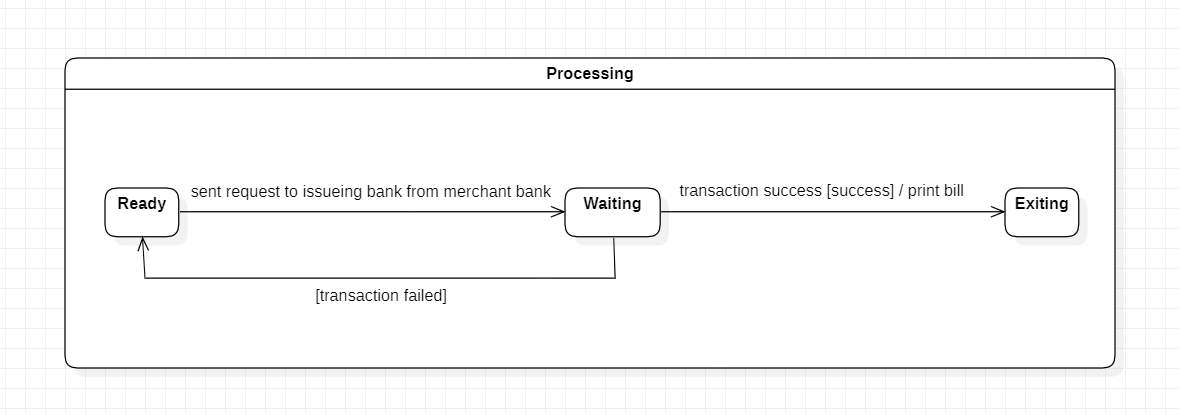 Processing
sent request to issueing bank from merchant bank
transaction success [success] / print bill
Ready
Waiting
Exiting
[transaction failed]